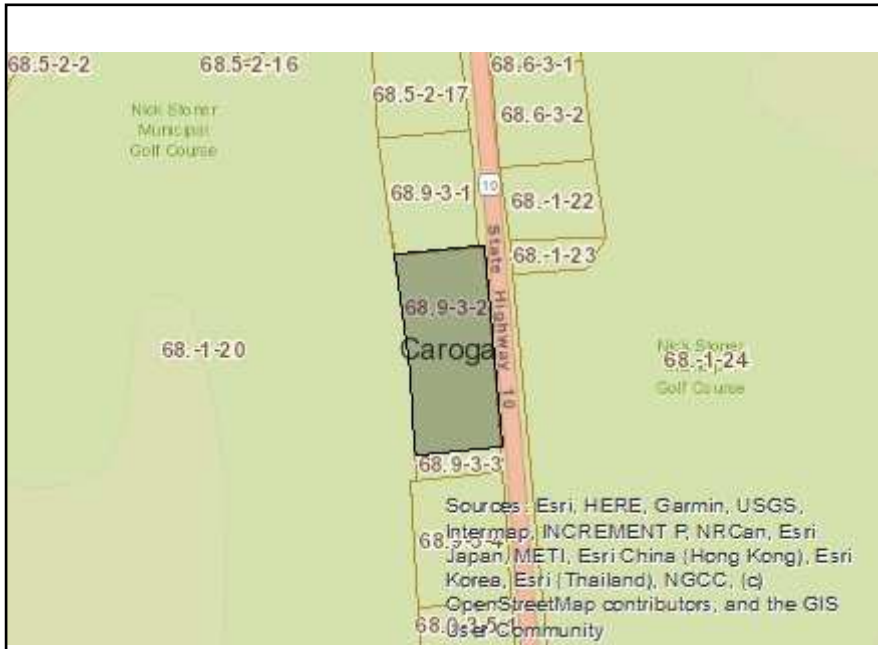 68.5-2-2
68.5-2-16
68.6-3-1
68.5-2-17
68.6-3-2
Nick Stoner
Municipal
Golf Course
68.9-3-1
10
68.-1-22
68.-1-23
State Highway 10
68.9-3-2
Caroga
68.-1-20
Nick Stoner
68.-1-24
Golf Course
68.9-3-3
Sources: Esri, HERE, Garmin, USGS,
Intermap, INCREMENT P, NRCan, Esri
Japan, METI, Esri China (Hong Kong), Esri
Korea, Esri (Thailand), NGCC, (c)
OpenStreetMap contributors, and the GIS
User Community